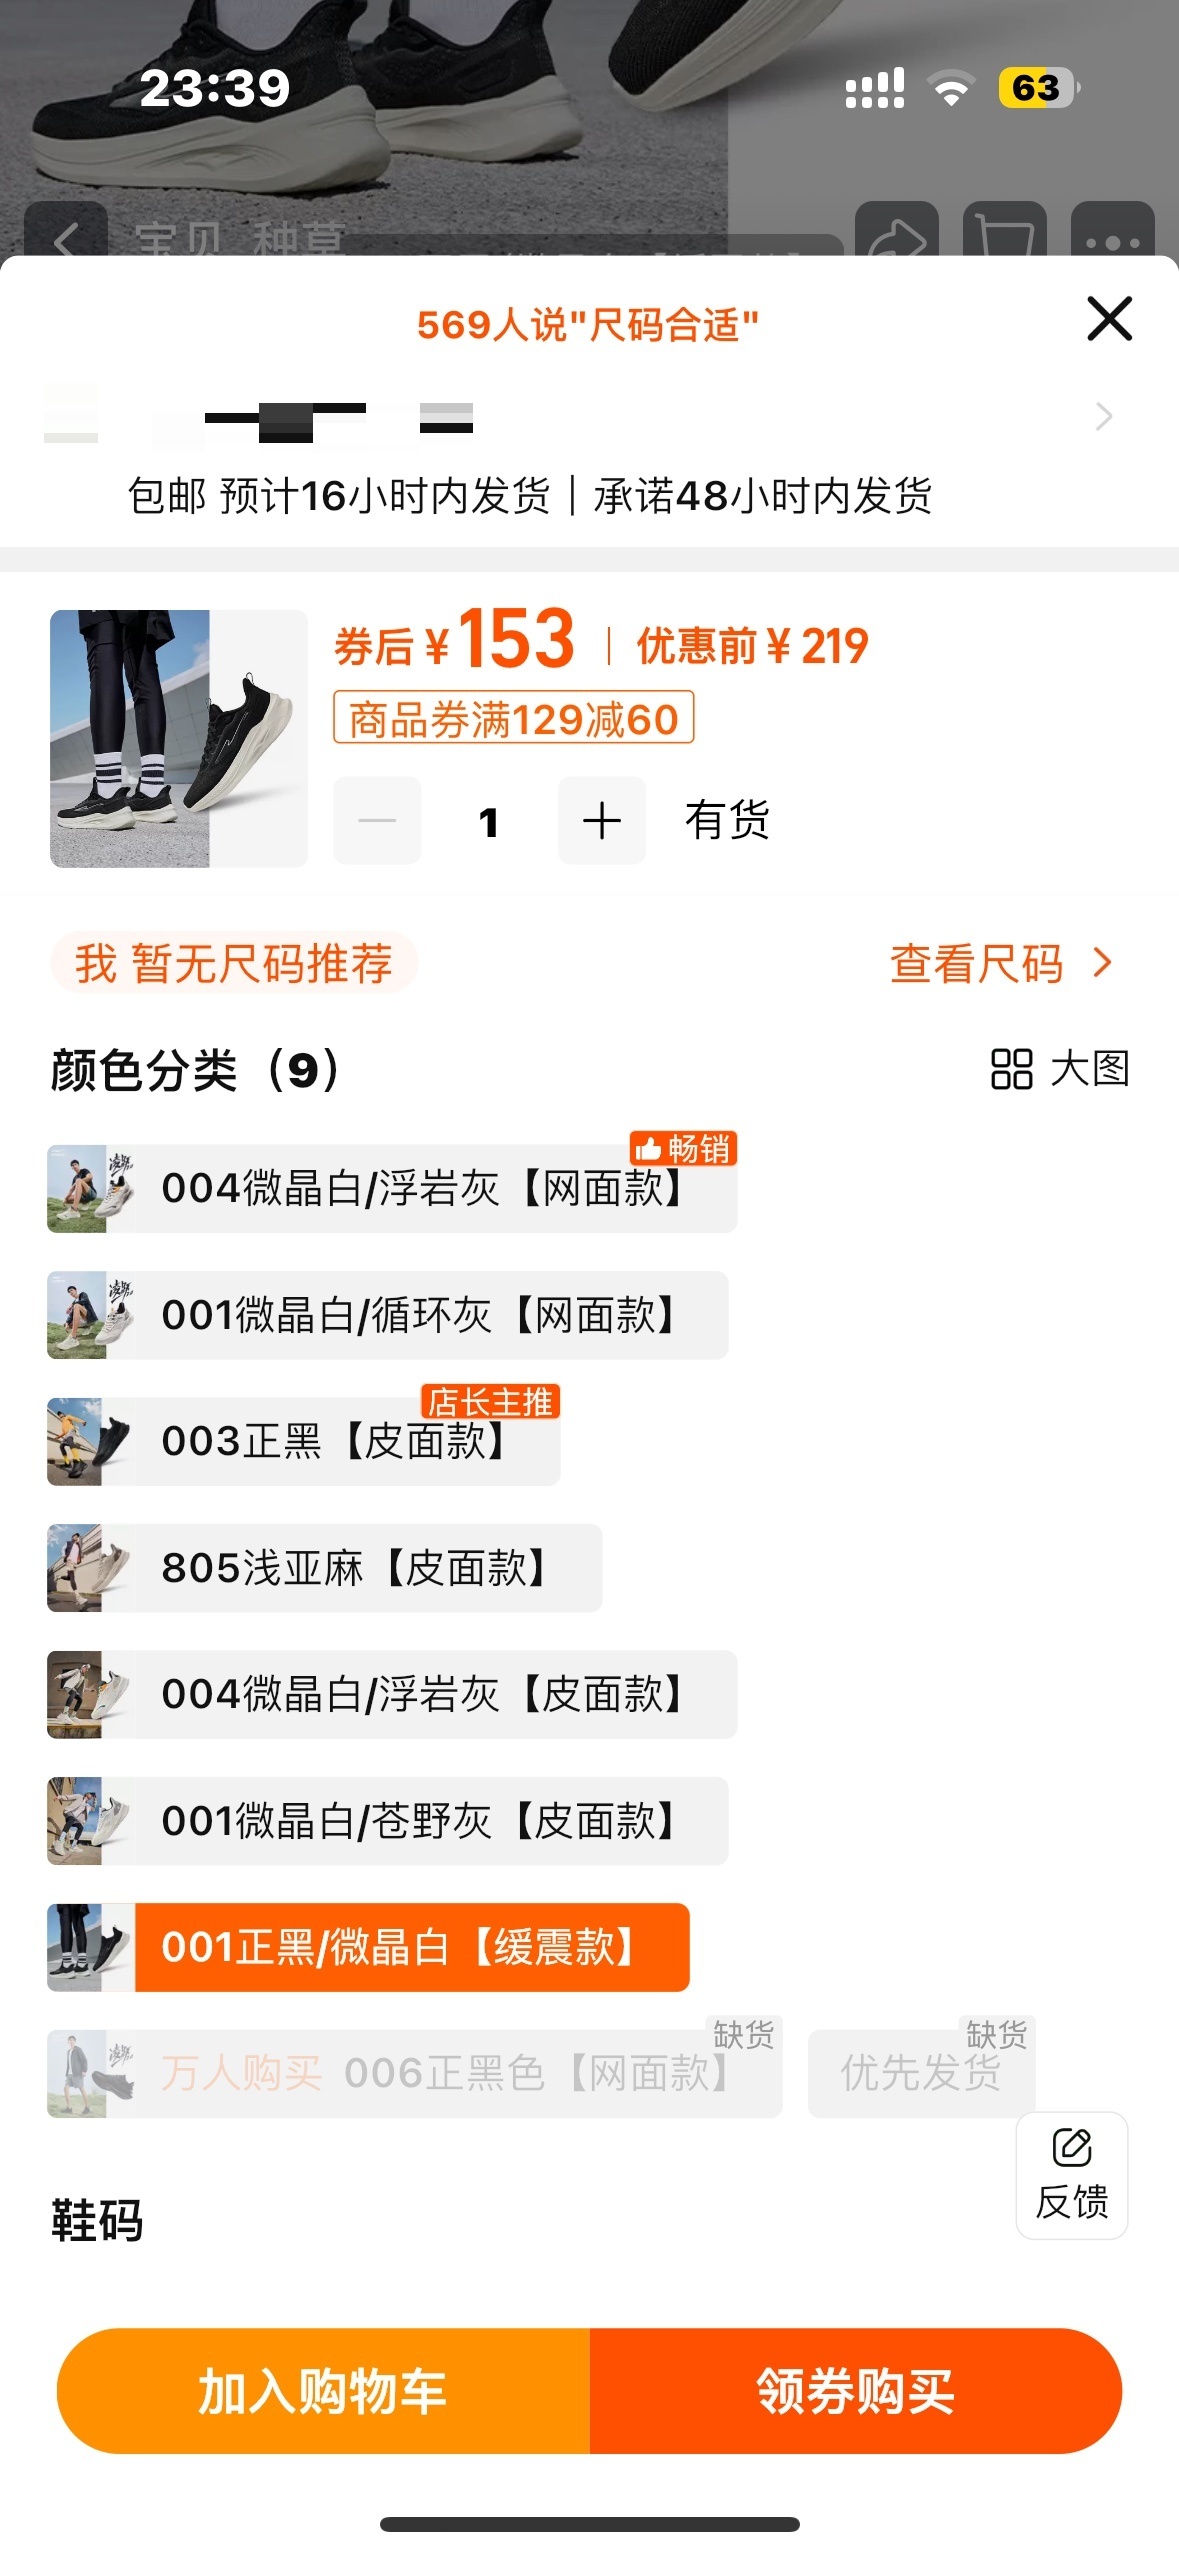 23:39
63
宝贝 种草
569人说"尺码合适"
包邮 预计16小时内发货｜承诺48小时内发货
券后 ¥153 | 优惠前 ¥ 219
商品券满129减60
1
有货
我 暂无尺码推荐
查看尺码
颜色分类（9）
大图
畅销
004微晶白/浮岩灰【网面款】
001微晶白/循环灰【网面款】
店长主推
003正黑【皮面款】
805浅亚麻【皮面款】
004微晶白/浮岩灰【皮面款】
001微晶白/苍野灰【皮面款】
001正黑/微晶白【缓震款】
缺货
缺货
万人购买 006正黑色【网面款】
优先发货
反馈
鞋码
加入购物车
领券购买